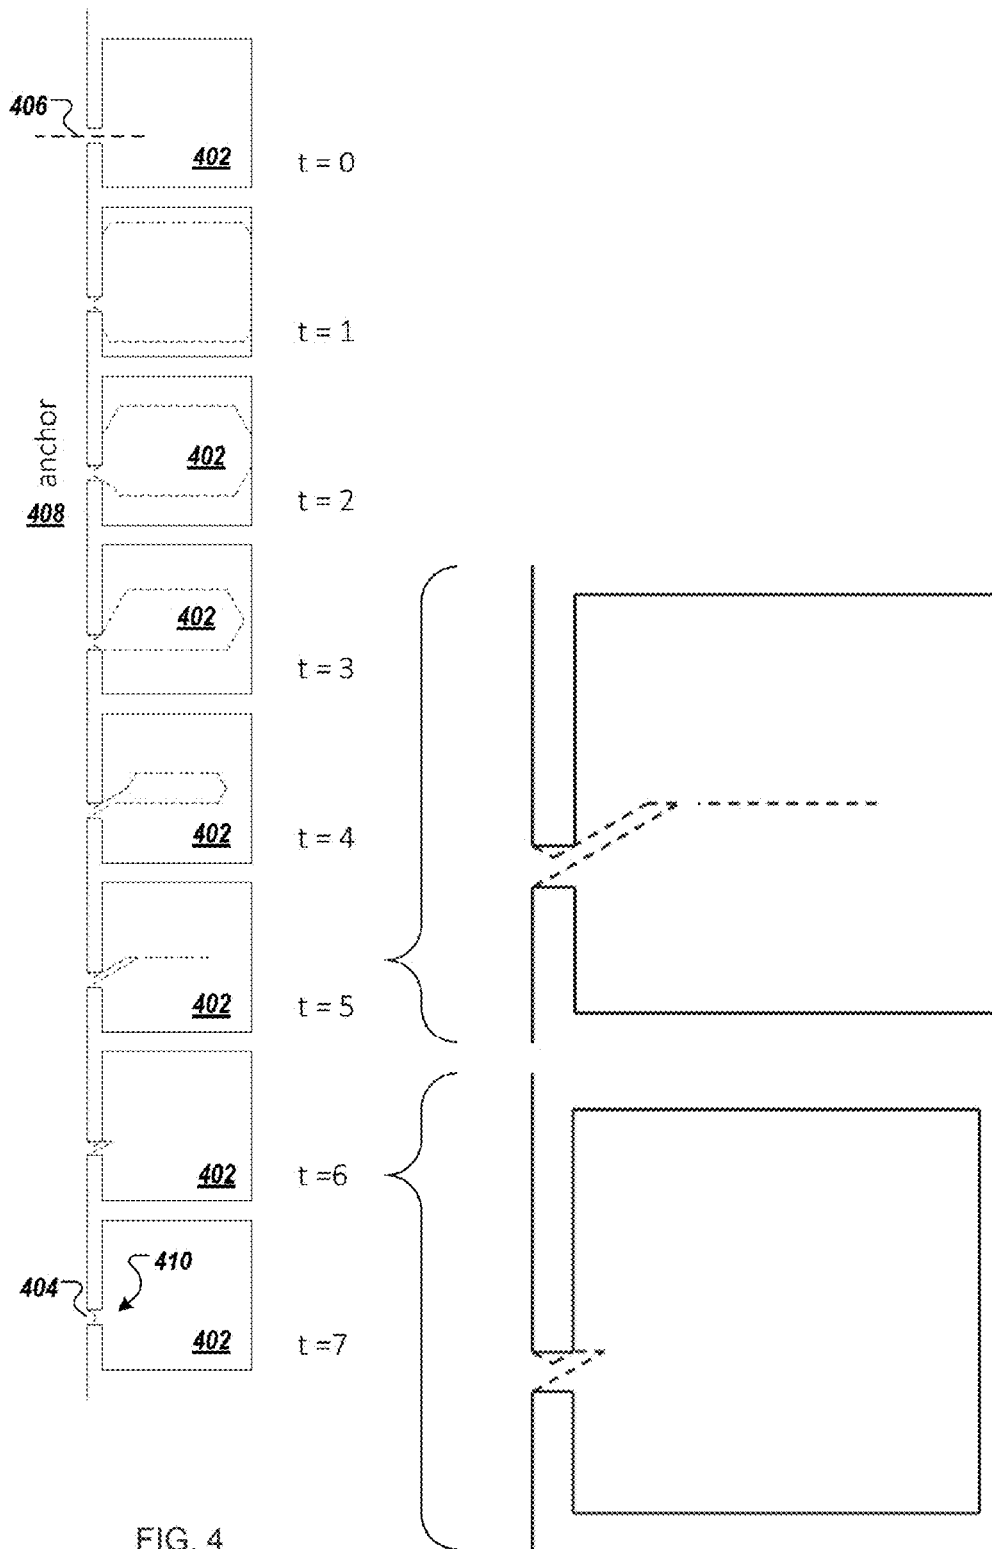 406
402
t = 0
t = 1
anchor
408
402
t = 2
402
t = 3
402
t = 4
402
t = 5
402
t =6
410
404
402
t =7
FIG. 4